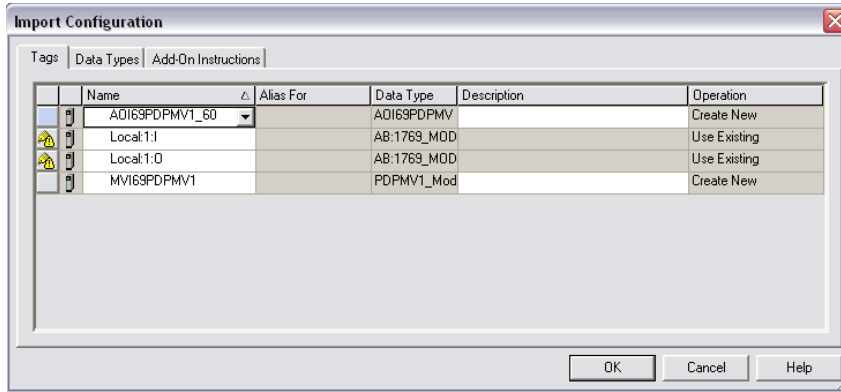 Import Configuration
Tags Data Types Add-On Instructions
Name Alias For Data Type Description Operation
AOI69PDPMV1_60 AOI69PDPMV Create New
Local:1:I AB:1769_MOD Use Existing
Local:1:O AB:1769_MOD Use Existing
MVI69PDPMV1 PDPMV1_Mod Create New
OK Cancel Help